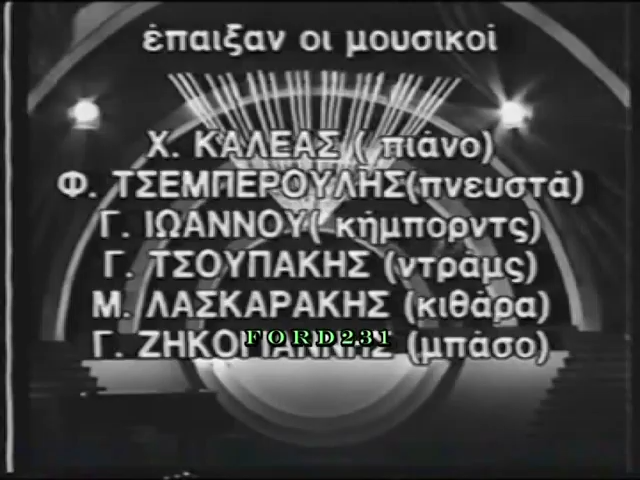 έπαιξαν οι μουσικοί
Χ. ΚΑΛΕΑΣ ( πιάνο)
Φ. ΤΣΕΜΠΕΡΟΥΛΗΣ(πνευστά)
Γ. ΙΩΑΝΝΟΥ( κήμπορντς)
Γ. ΤΣΟΥΠΑΚΗΣ (ντράμς)
Μ. ΛΑΣΚΑΡΑΚΗΣ (κιθάρα)
Γ. ΖΗΚΟΓΙΑΝΝΗΣ (μπάσο)
FORD231